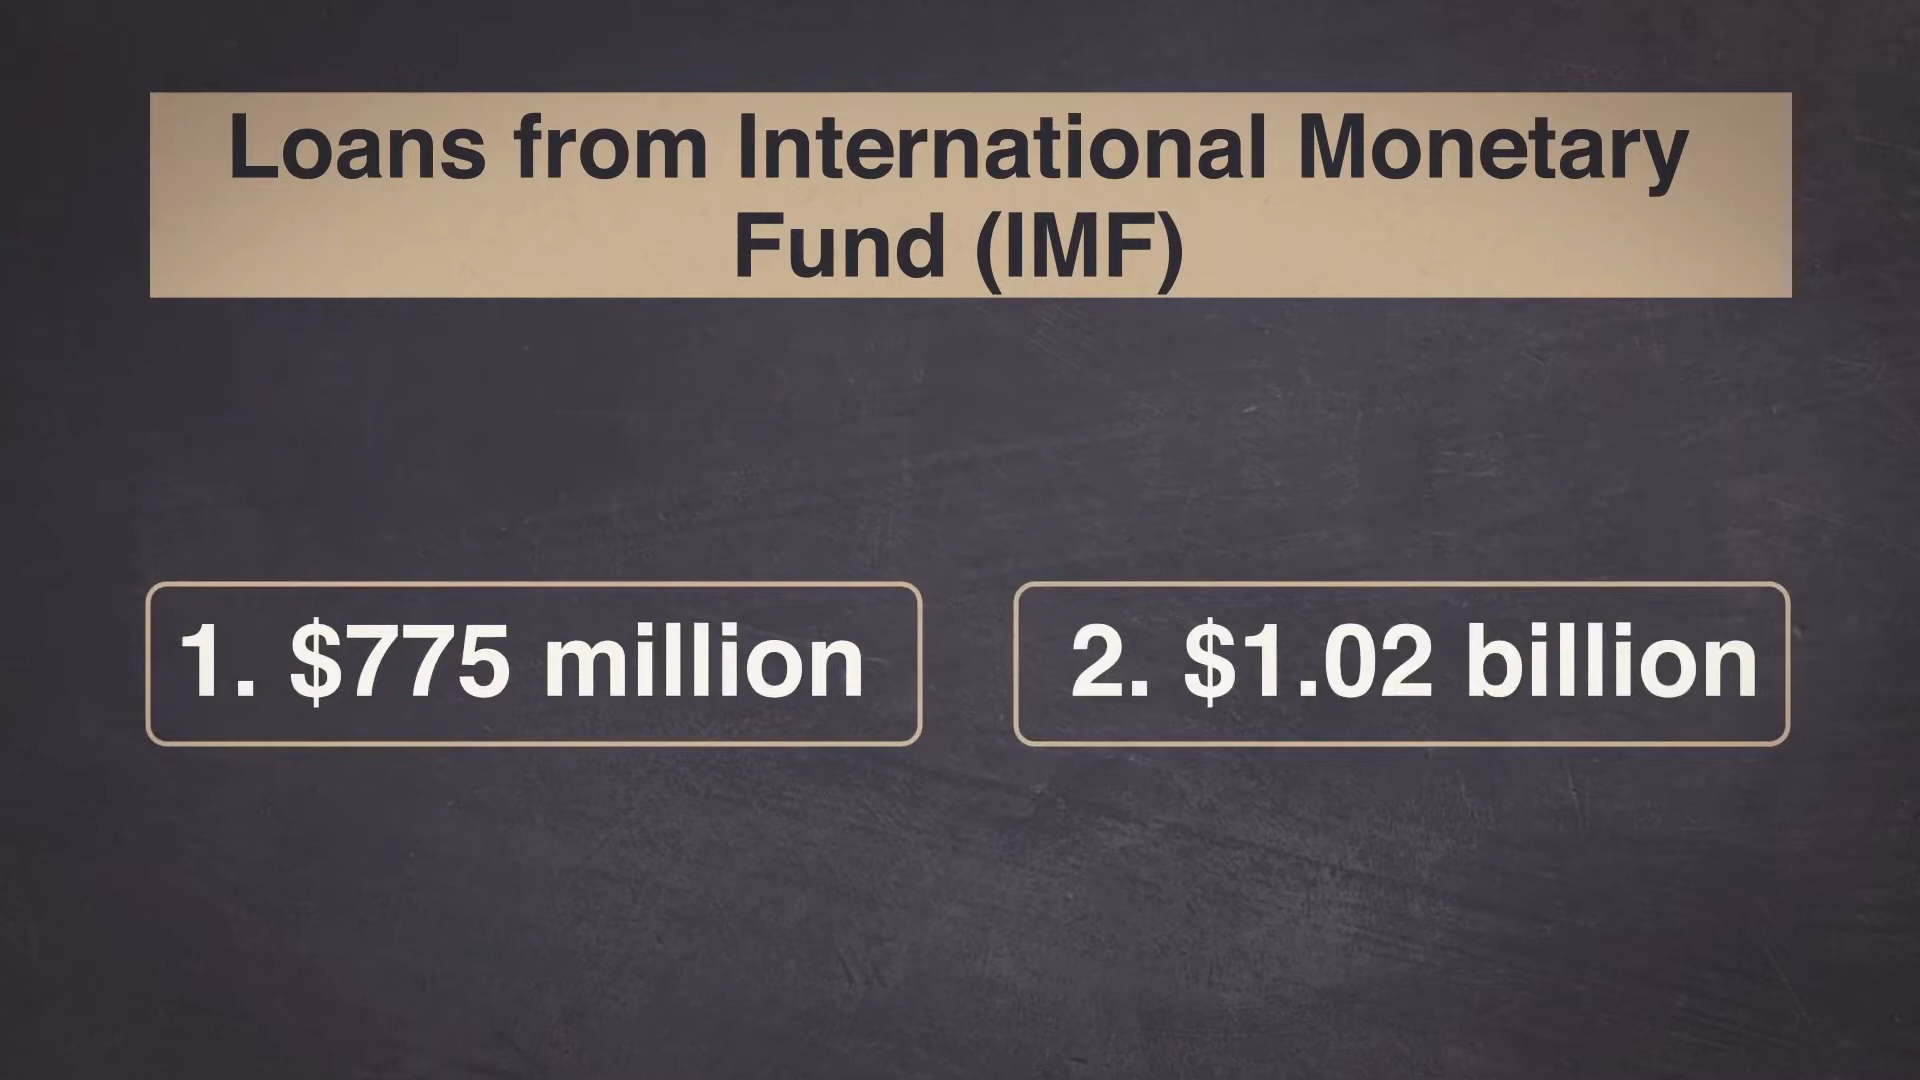 Loans from International Monetary
Fund (IMF)
1. $775 million
2. $1.02 billion